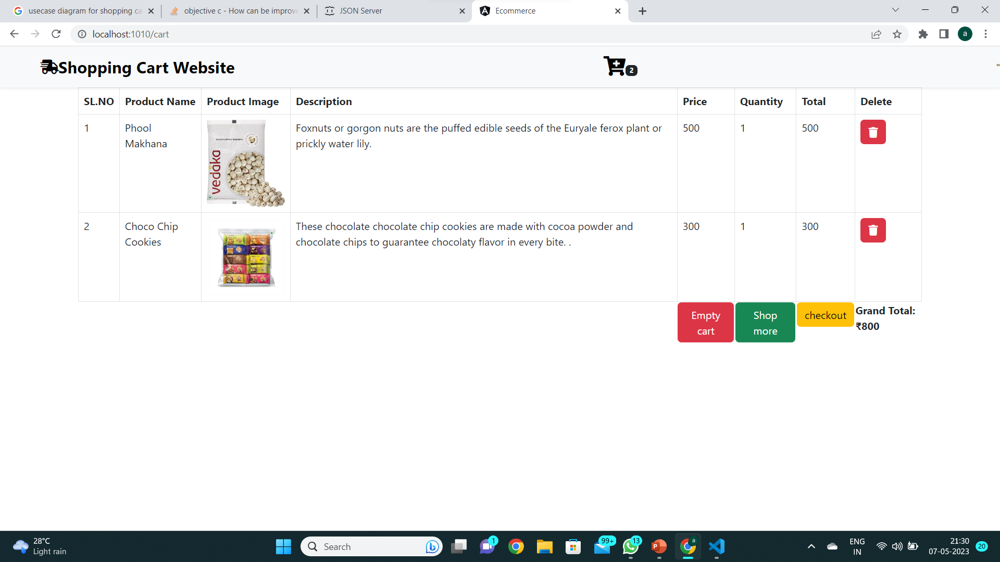 usecase diagram for shopping ca
objective c - How can be improve
JSON Server
Ecommerce
localhost:1010/cart
a
Shopping Cart Website
2
"
SL.NO Product Name Product Image Description Price Quantity Total Delete
1 Phool Makhana Foxnuts or gorgon nuts are the puffed edible seeds of the Euryale ferox plant or 500 1 500
prickly water lily.
vedaka
2 Choco Chip Cookies These chocolate chocolate chip cookies are made with cocoa powder and 300 1 300
chocolate chips to guarantee chocolaty flavor in every bite. .
Empty cart
Shop more
checkout
Grand Total:
₹800
28°C
Light rain
Search
1
99+
13
a
ENG
IN
21:30
07-05-2023
20